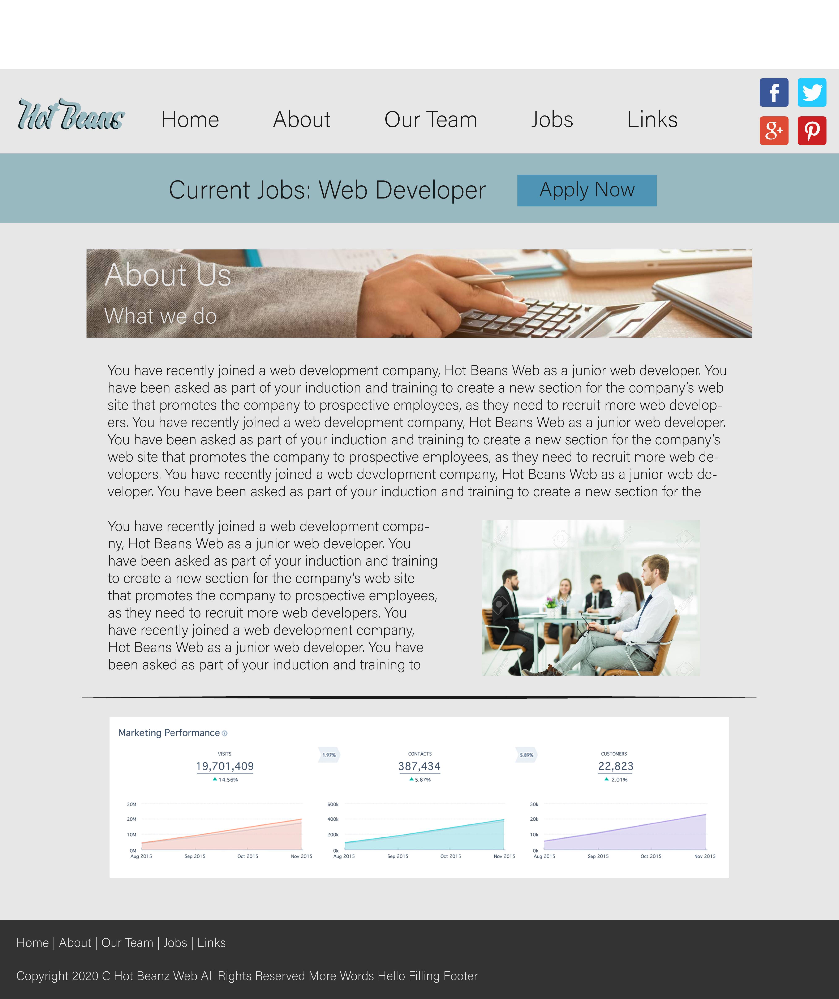 Hot Beans
Home About Our Team Jobs Links
f g+
Current Jobs: Web Developer Apply Now
About Us
What we do
You have recently joined a web development company, Hot Beans Web as a junior web developer. You
have been asked as part of your induction and training to create a new section for the company's web
site that promotes the company to prospective employees, as they need to recruit more web develop-
ers. You have recently joined a web development company, Hot Beans Web as a junior web developer.
You have been asked as part of your induction and training to create a new section for the company's
web site that promotes the company to prospective employees, as they need to recruit more web de-
velopers. You have recently joined a web development company, Hot Beans Web as a junior web de-
veloper. You have been asked as part of your induction and training to create a new section for the
You have recently joined a web development compa-
ny, Hot Beans Web as a junior web developer. You
have been asked as part of your induction and training
to create a new section for the company's web site
that promotes the company to prospective employees,
as they need to recruit more web developers. You
have recently joined a web development company,
Hot Beans Web as a junior web developer. You have
been asked as part of your induction and training to
Marketing Performance
VISITS 1.97% CONTACTS 5.89% CUSTOMERS
19,701,409 387,434 22,823
14.56% 5.67% 2.01%
30M 600k 30k
20M 400k 20k
10M 200k 10k
0M 0k 0k
Aug 2015 Sep 2015 Oct 2015 Nov 2015 Aug 2015 Sep 2015 Oct 2015 Nov 2015 Aug 2015 Sep 2015 Oct 2015 Nov 2015
Home | About | Our Team | Jobs | Links
Copyright 2020 C Hot Beanz Web All Rights Reserved More Words Hello Filling Footer